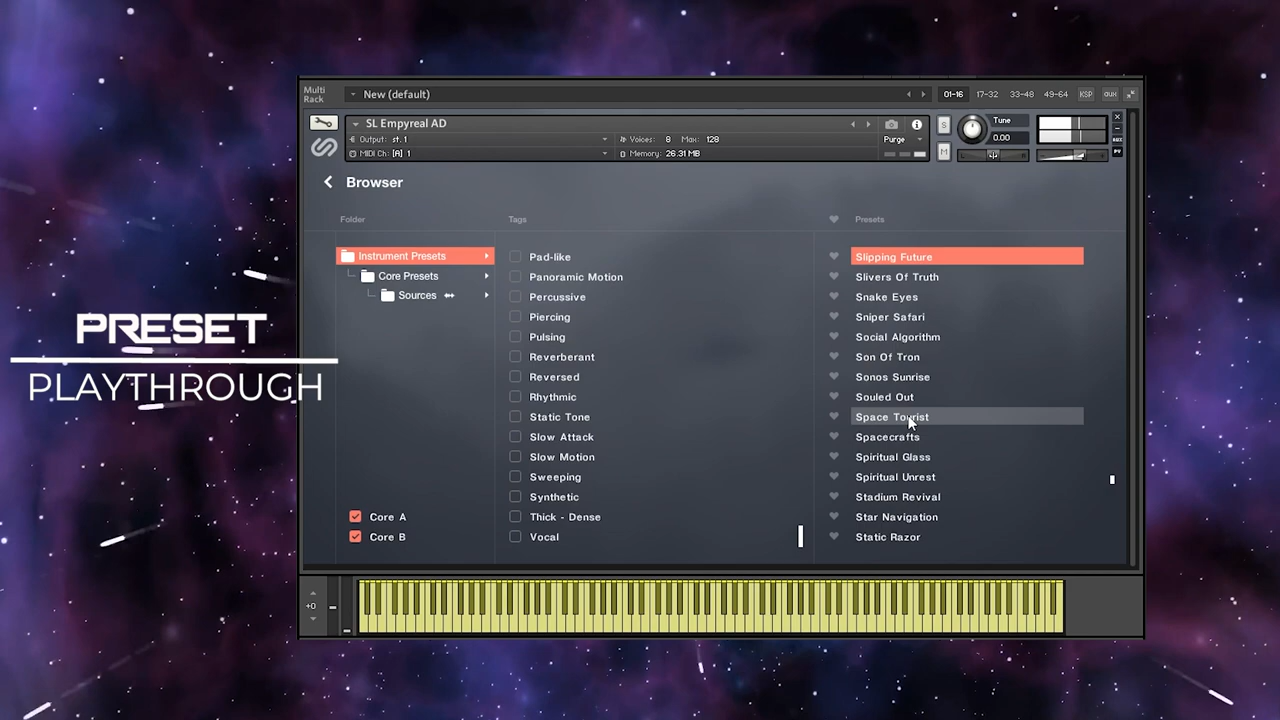 PRESET
PLAYTHROUGH
Multi
Rack
New (default)
01-16
17-32
33-48
49-64
KSP
AUX
SL Empyreal AD
Output: st. 1
Voices: 8 Max: 128
Purge
MIDI Ch: [A] 1
Memory: 26.31 MB
S
M
Tune
0.00
AUX
PV
Browser
Folder
Tags
Presets
Instrument Presets
Core Presets
Sources
Core A
Core B
Pad-like
Panoramic Motion
Percussive
Piercing
Pulsing
Reverberant
Reversed
Rhythmic
Static Tone
Slow Attack
Slow Motion
Sweeping
Synthetic
Thick - Dense
Vocal
Slipping Future
Slivers Of Truth
Snake Eyes
Sniper Safari
Social Algorithm
Son Of Tron
Sonos Sunrise
Souled Out
Space Tourist
Spacecrafts
Spiritual Glass
Spiritual Unrest
Stadium Revival
Star Navigation
Static Razor
+0